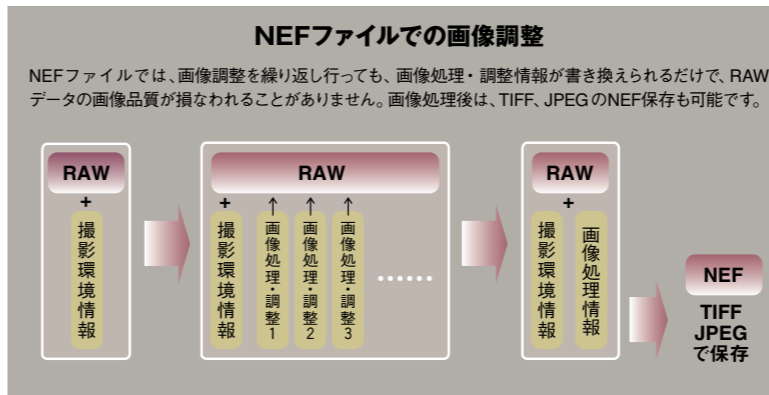 NEFファイルでの画像調整
NEFファイルでは、画像調整を繰り返し行っても、画像処理・調整情報が書き換えられるだけで、RAW
データの画像品質が損なわれることがありません。画像処理後は、TIFF、JPEGのNEF保存も可能です。
RAW
+
撮影環境情報
RAW
+
撮影環境情報
↑
画像処理・調整1
↑
画像処理・調整2
↑
画像処理・調整3
……
RAW
+
撮影環境情報
画像処理情報
NEF
TIFF
JPEG
で保存